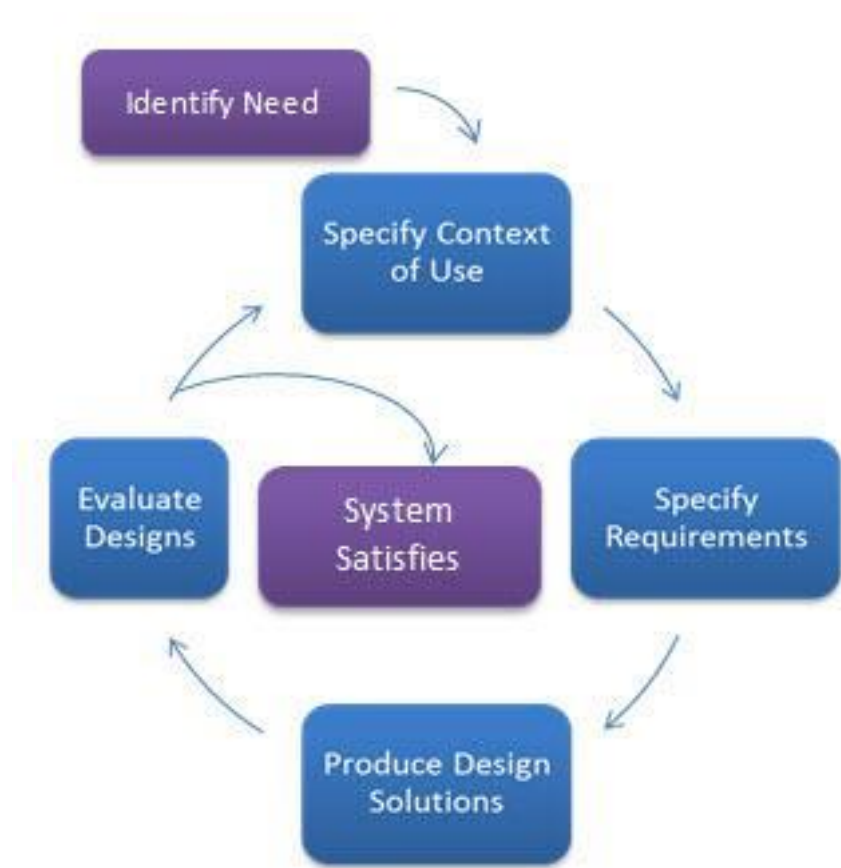 Identify Need
Specify Context
of Use
Specify
Requirements
Produce Design
Solutions
Evaluate
Designs
System
Satisfies